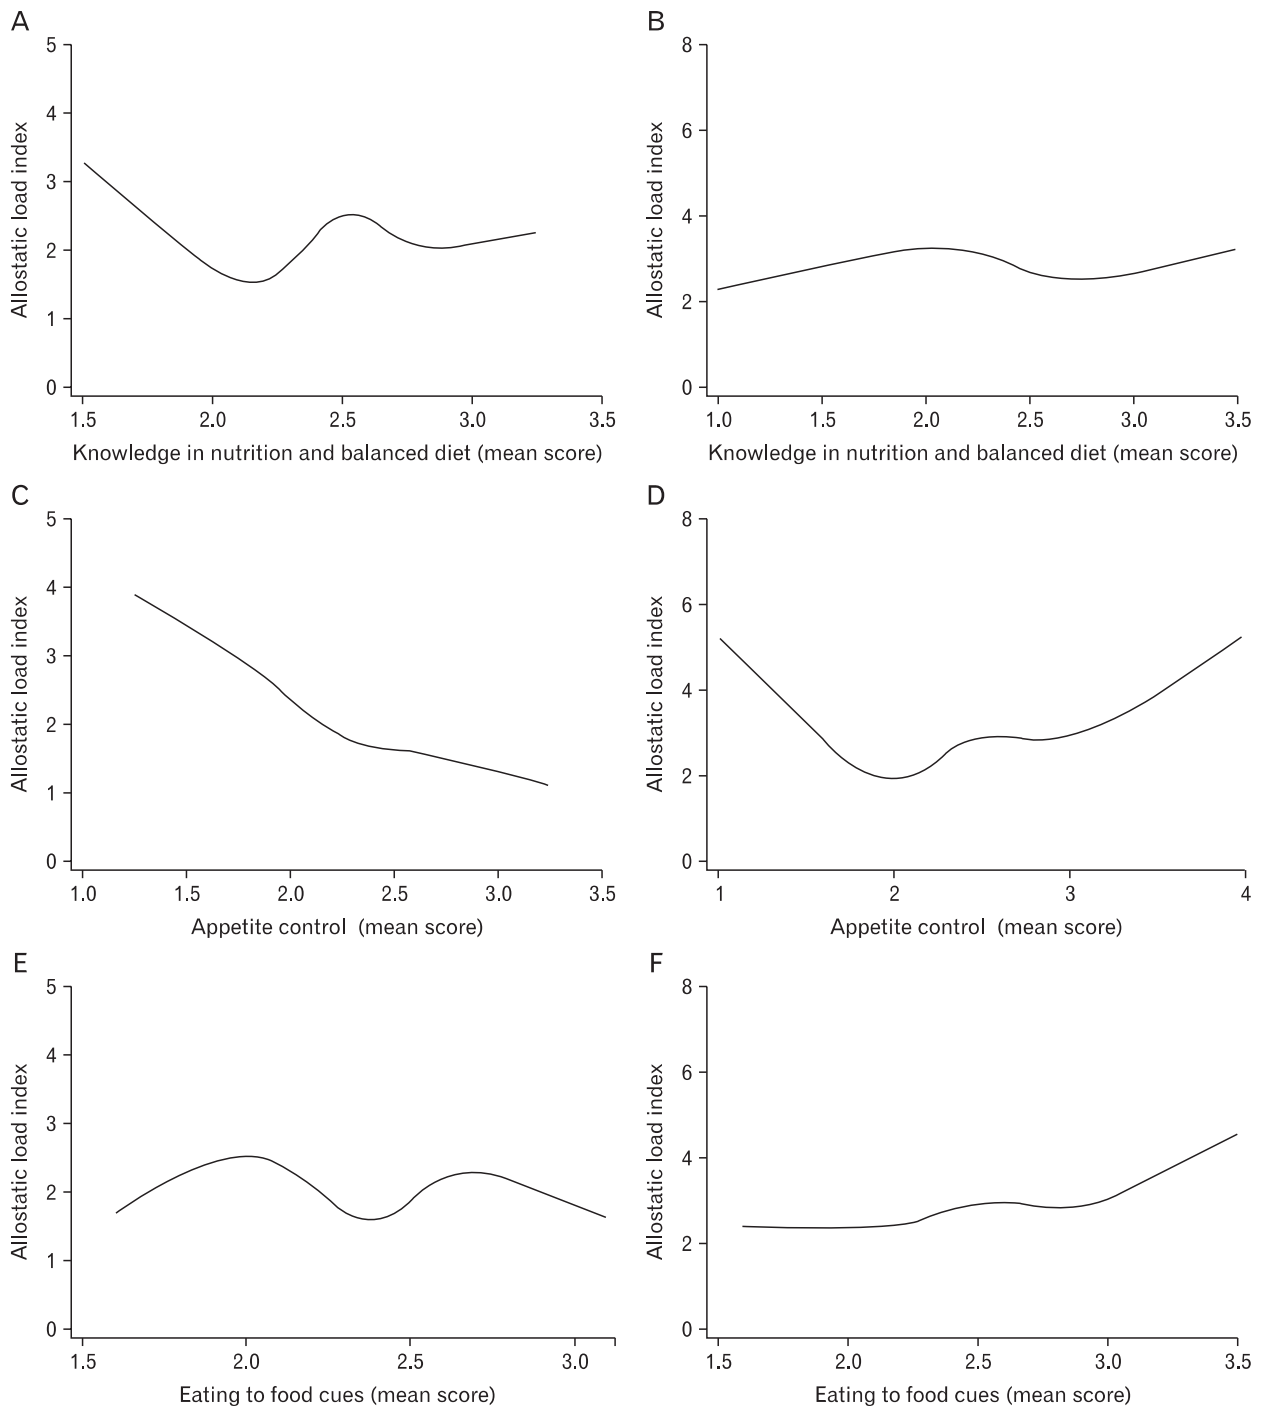 A
Allostatic load index
5
4
3
2
1
0
1.5 2.0 2.5 3.0 3.5
Knowledge in nutrition and balanced diet (mean score)
B
Allostatic load index
8
6
4
2
0
1.0 1.5 2.0 2.5 3.0 3.5
Knowledge in nutrition and balanced diet (mean score)
C
Allostatic load index
5
4
3
2
1
0
1.0 1.5 2.0 2.5 3.0 3.5
Appetite control (mean score)
D
Allostatic load index
8
6
4
2
0
1 2 3 4
Appetite control (mean score)
E
Allostatic load index
5
4
3
2
1
0
1.5 2.0 2.5 3.0
Eating to food cues (mean score)
F
Allostatic load index
8
6
4
2
0
1.5 2.0 2.5 3.0 3.5
Eating to food cues (mean score)